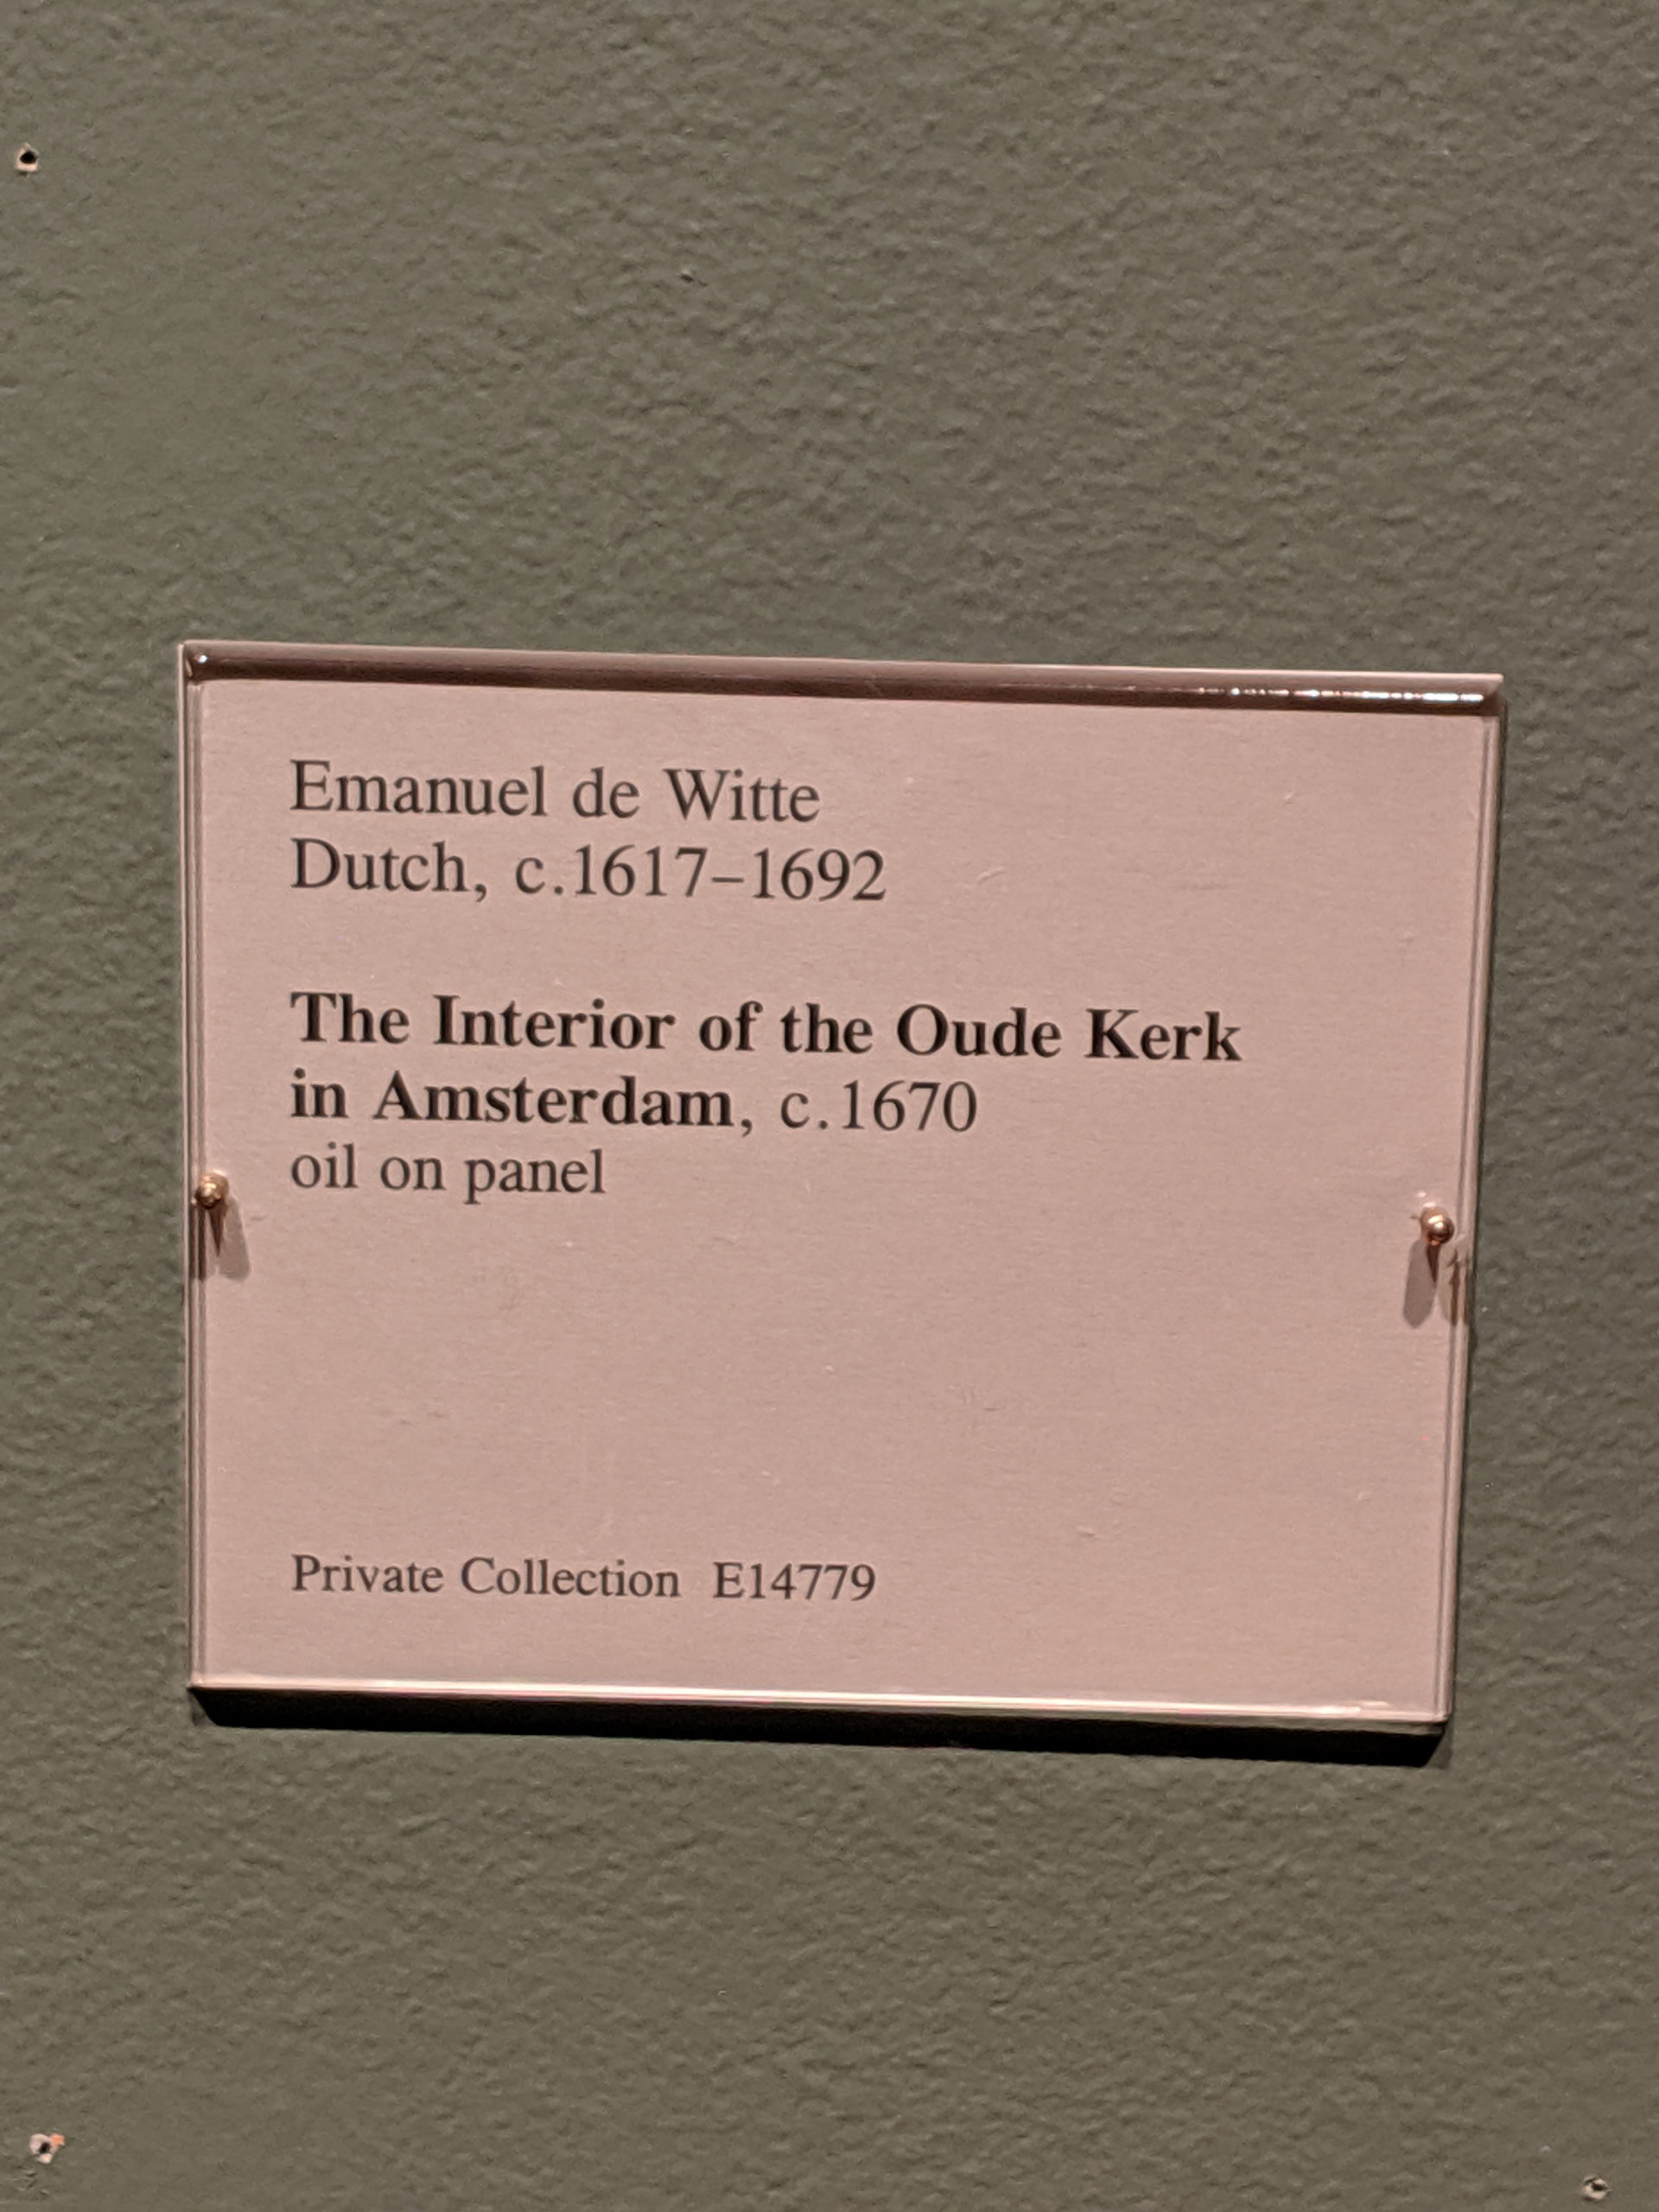 Emanuel de Witte
Dutch, c.1617–1692
The Interior of the Oude Kerk
in Amsterdam, c.1670
oil on panel
Private Collection E14779